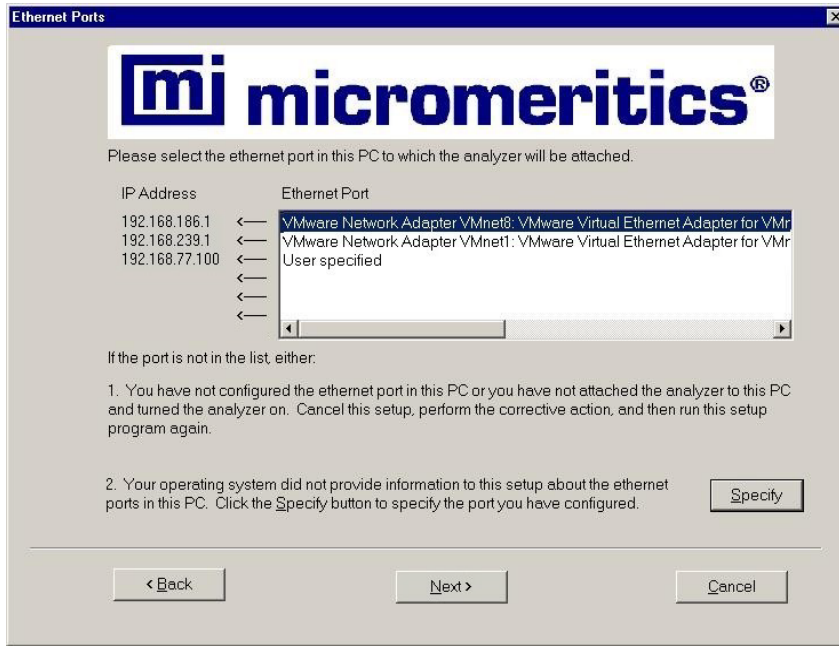 Ethernet Ports
mi micromeritics®
Please select the ethernet port in this PC to which the analyzer will be attached.
IP Address Ethernet Port
192.168.186.1 <— VMware Network Adapter VMnet8: VMware Virtual Ethernet Adapter for VMr
192.168.239.1 <— VMware Network Adapter VMnet1: VMware Virtual Ethernet Adapter for VMr
192.168.77.100 <— User specified
<—
<—
<—
If the port is not in the list, either:
1. You have not configured the ethernet port in this PC or you have not attached the analyzer to this PC
and turned the analyzer on. Cancel this setup, perform the corrective action, and then run this setup
program again.
2. Your operating system did not provide information to this setup about the ethernet
ports in this PC. Click the Specify button to specify the port you have configured.
Specify
< Back Next > Cancel